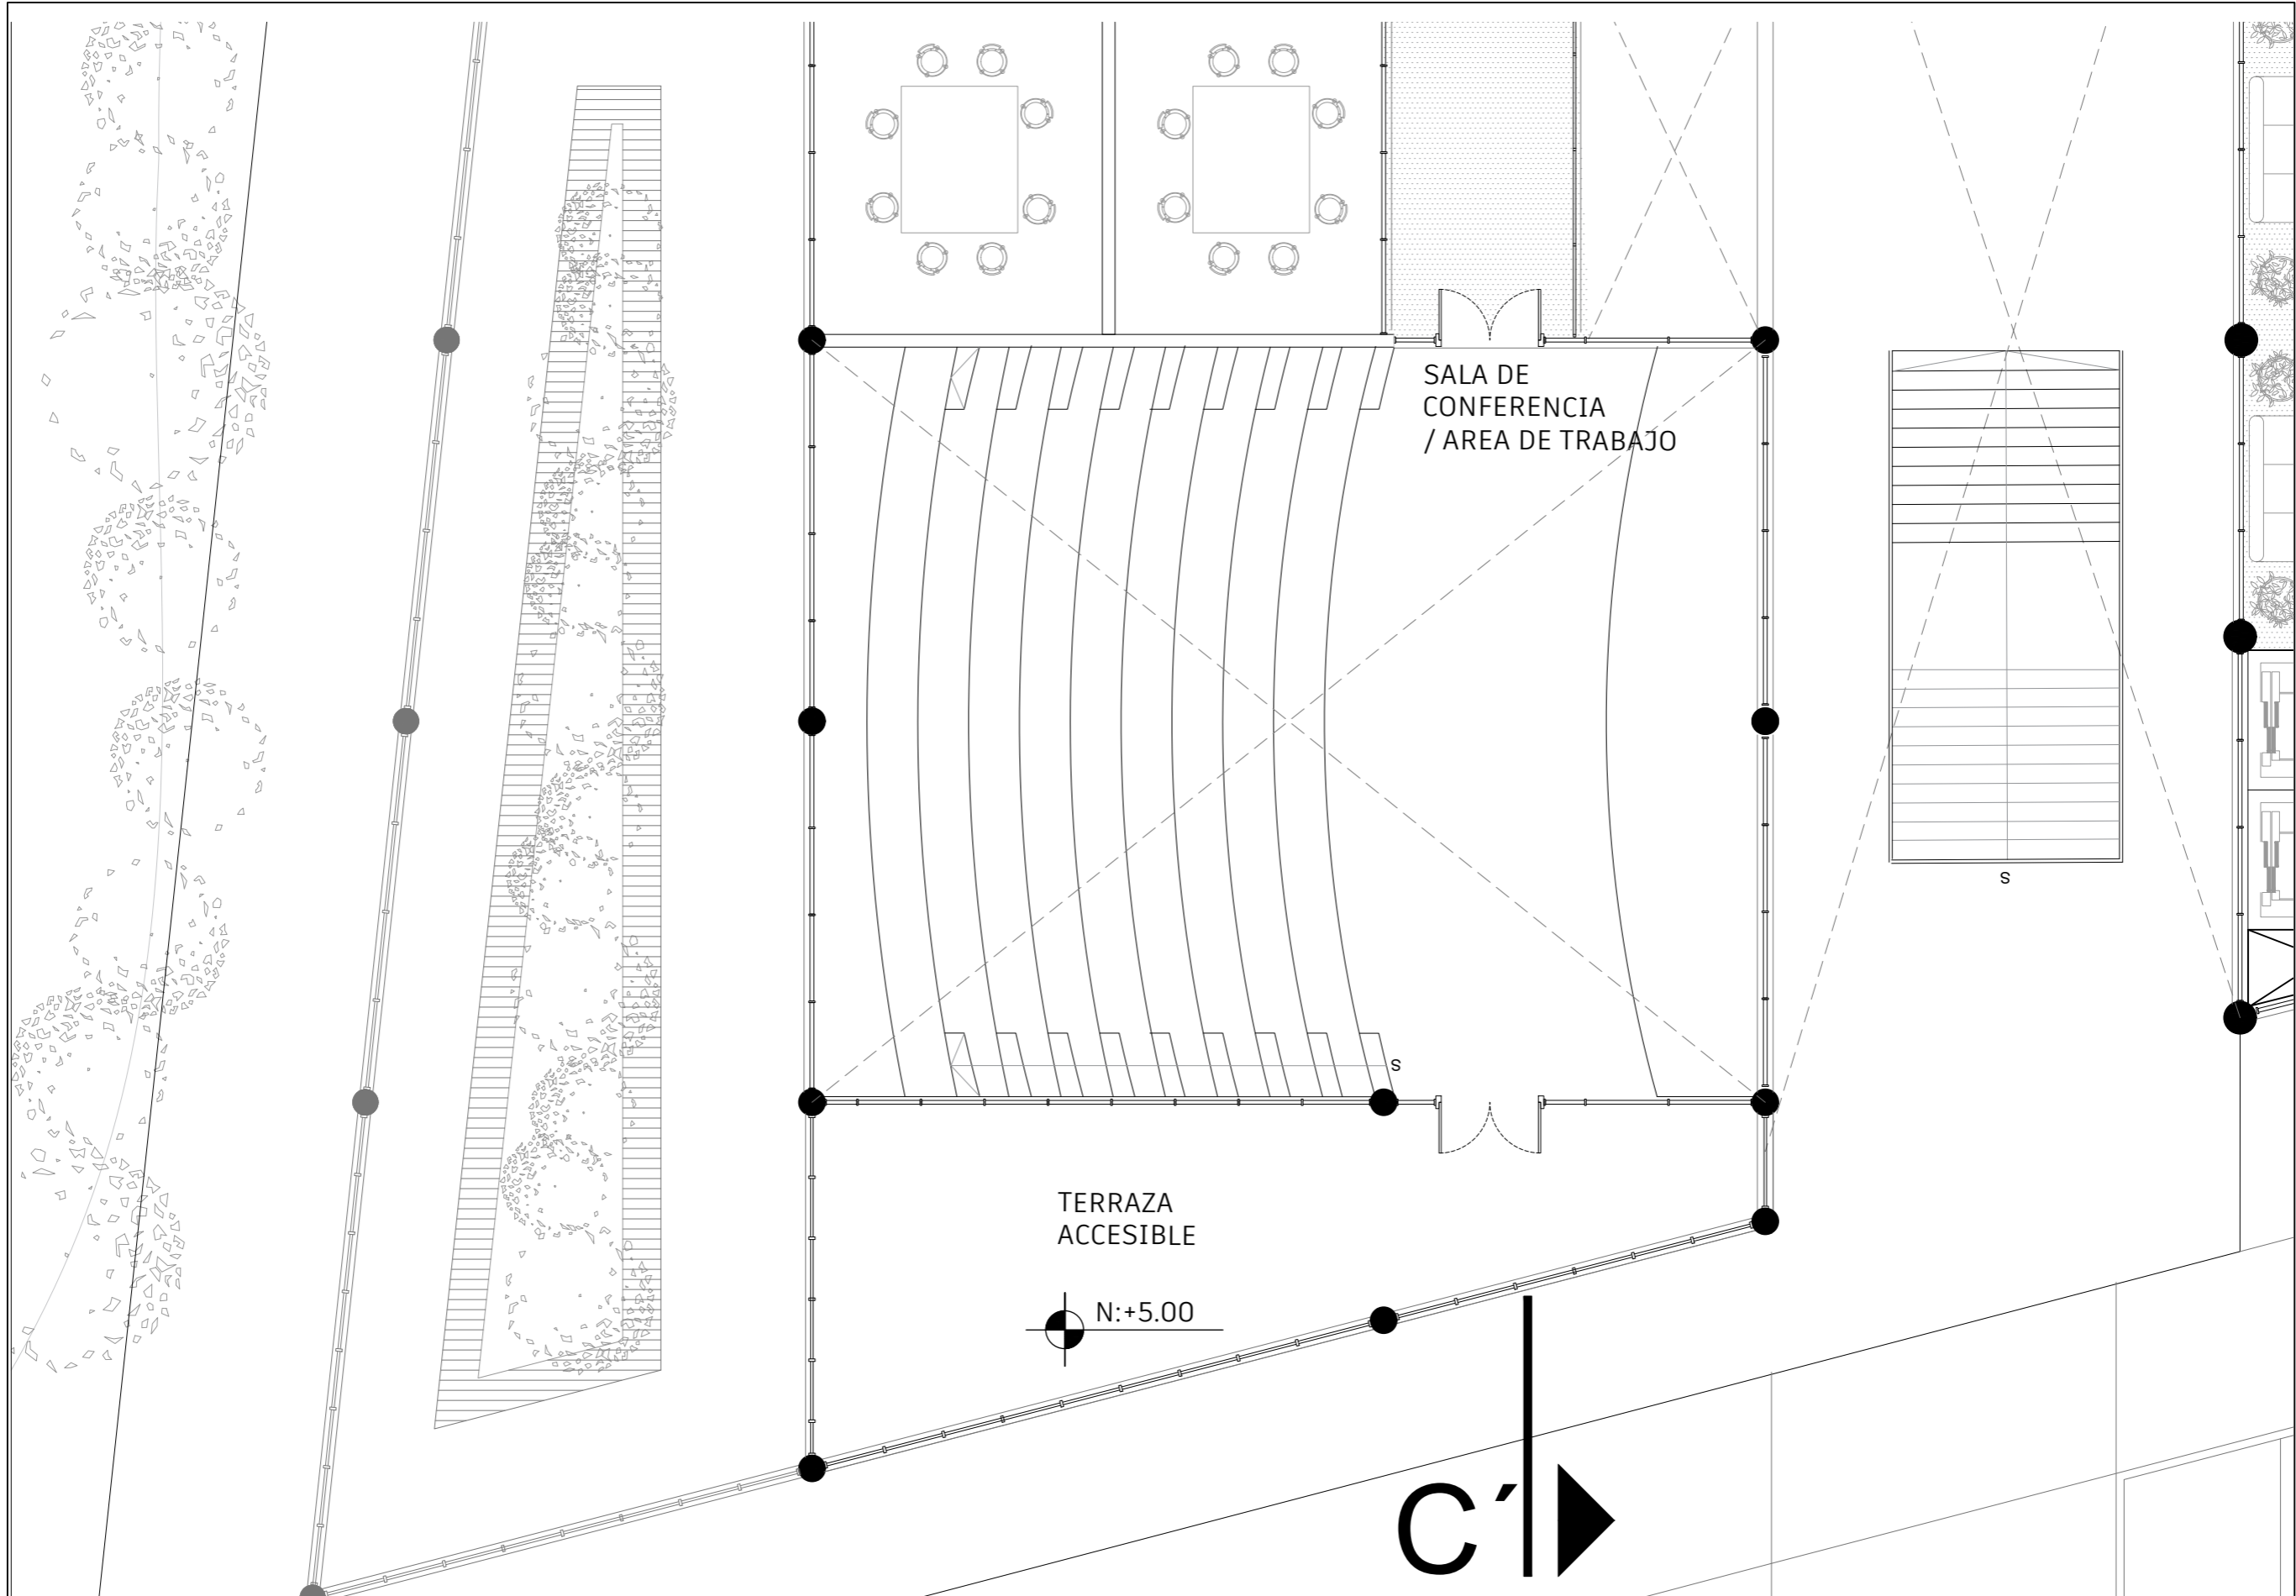 SALA DE
CONFERENCIA
/ AREA DE TRABAJO
S
S
TERRAZA
ACCESIBLE
N:+5.00
C´